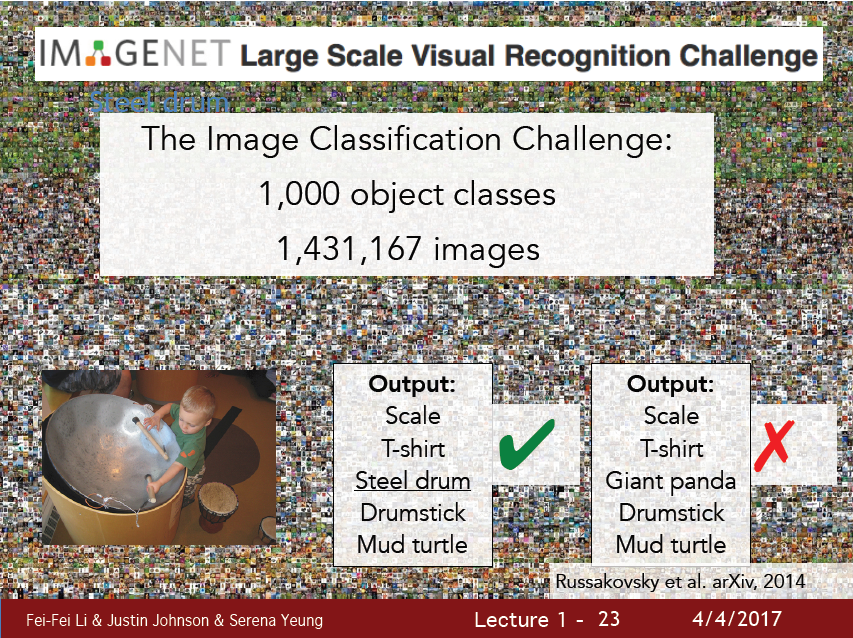 IMAGENET Large Scale Visual Recognition Challenge
Steel drum
The Image Classification Challenge:
1,000 object classes
1,431,167 images
Output:
Scale
T-shirt
Steel drum
Drumstick
Mud turtle
Output:
Scale
T-shirt
Giant panda
Drumstick
Mud turtle
Russakovsky et al. arXiv, 2014
Fei-Fei Li & Justin Johnson & Serena Yeung
Lecture 1 - 23
4/4/2017